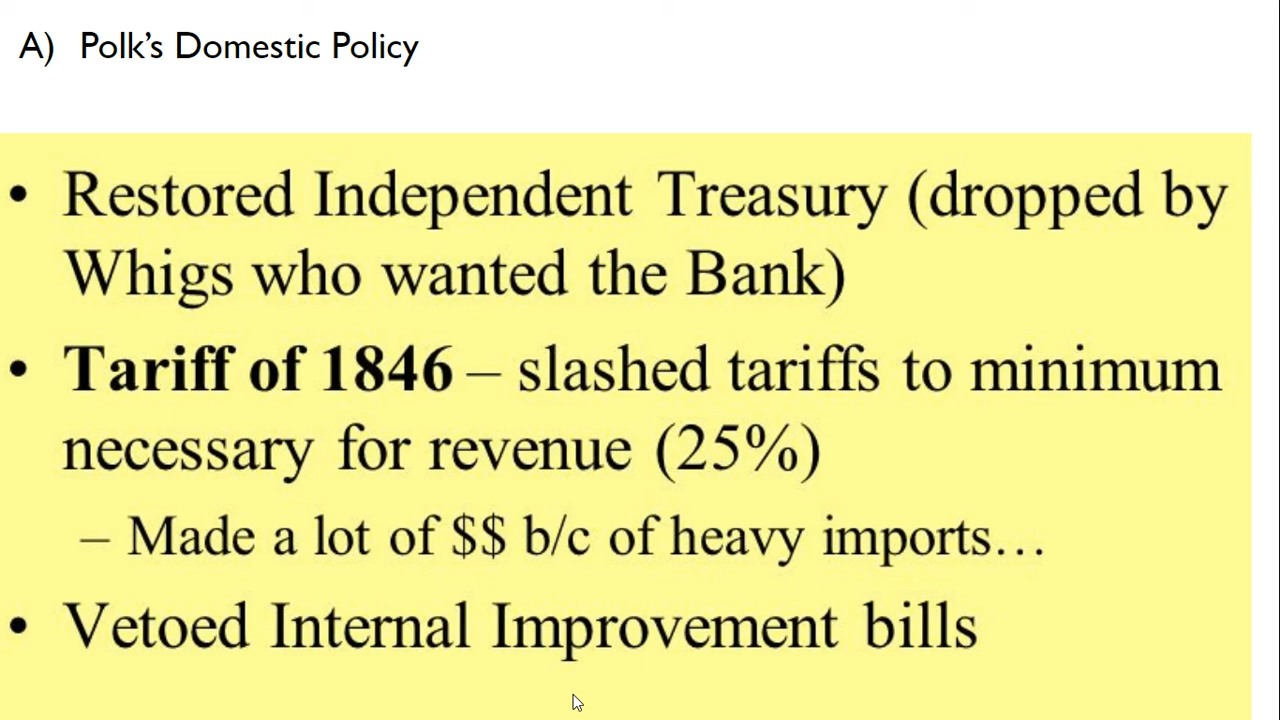 A) Polk’s Domestic Policy
• Restored Independent Treasury (dropped by
Whigs who wanted the Bank)
• Tariff of 1846 – slashed tariffs to minimum
necessary for revenue (25%)
– Made a lot of $$ b/c of heavy imports…
• Vetoed Internal Improvement bills